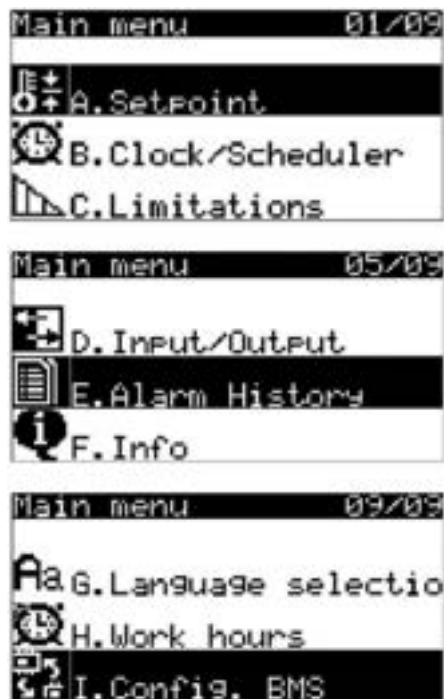 Main menu 01/09
A.Setpoint
B.Clock/Scheduler
C.Limitations
Main menu 05/09
D.Input/Output
E.Alarm History
F.Info
Main menu 09/09
Aa G.Language selectio
H.Work hours
I.Config. BMS